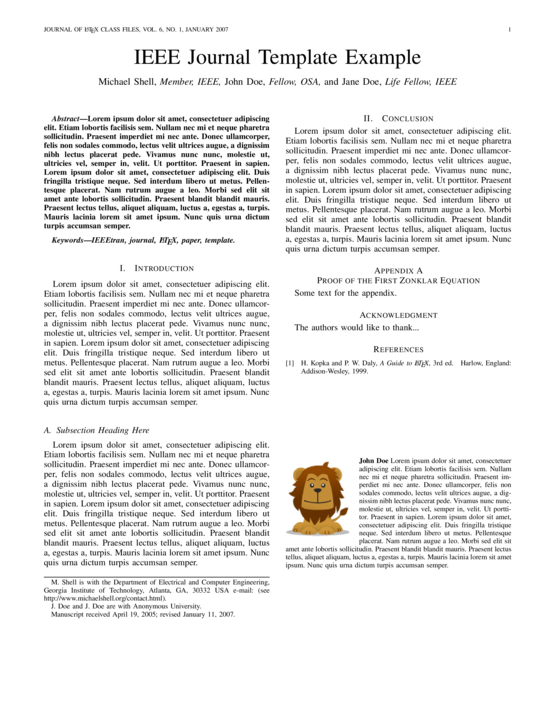 JOURNAL OF LATEX CLASS FILES, VOL. 6, NO. 1, JANUARY 2007
1
IEEE Journal Template Example
Michael Shell, Member, IEEE, John Doe, Fellow, OSA, and Jane Doe, Life Fellow, IEEE
Abstract—Lorem ipsum dolor sit amet, consectetuer adipiscing
elit. Etiam lobortis facilisis sem. Nullam nec mi et neque pharetra
sollicitudin. Praesent imperdiet mi nec ante. Donec ullamcorper,
felis non sodales commodo, lectus velit ultrices augue, a dignissim
nibh lectus placerat pede. Vivamus nunc nunc, molestie ut,
ultricies vel, semper in, velit. Ut porttitor. Praesent in sapien.
Lorem ipsum dolor sit amet, consectetuer adipiscing elit. Duis
fringilla tristique neque. Sed interdum libero ut metus. Pellen-
tesque placerat. Nam rutrum augue a leo. Morbi sed elit sit
amet ante lobortis sollicitudin. Praesent blandit blandit mauris.
Praesent lectus tellus, aliquet aliquam, luctus a, egestas a, turpis.
Mauris lacinia lorem sit amet ipsum. Nunc quis urna dictum
turpis accumsan semper.
Keywords—IEEEtran, journal, LATEX, paper, template.
I. INTRODUCTION
Lorem ipsum dolor sit amet, consectetuer adipiscing elit.
Etiam lobortis facilisis sem. Nullam nec mi et neque pharetra
sollicitudin. Praesent imperdiet mi nec ante. Donec ullamcor-
per, felis non sodales commodo, lectus velit ultrices augue,
a dignissim nibh lectus placerat pede. Vivamus nunc nunc,
molestie ut, ultricies vel, semper in, velit. Ut porttitor. Praesent
in sapien. Lorem ipsum dolor sit amet, consectetuer adipiscing
elit. Duis fringilla tristique neque. Sed interdum libero ut
metus. Pellentesque placerat. Nam rutrum augue a leo. Morbi
sed elit sit amet ante lobortis sollicitudin. Praesent blandit
blandit mauris. Praesent lectus tellus, aliquet aliquam, luctus
a, egestas a, turpis. Mauris lacinia lorem sit amet ipsum. Nunc
quis urna dictum turpis accumsan semper.
A. Subsection Heading Here
Lorem ipsum dolor sit amet, consectetuer adipiscing elit.
Etiam lobortis facilisis sem. Nullam nec mi et neque pharetra
sollicitudin. Praesent imperdiet mi nec ante. Donec ullamcor-
per, felis non sodales commodo, lectus velit ultrices augue,
a dignissim nibh lectus placerat pede. Vivamus nunc nunc,
molestie ut, ultricies vel, semper in, velit. Ut porttitor. Praesent
in sapien. Lorem ipsum dolor sit amet, consectetuer adipiscing
elit. Duis fringilla tristique neque. Sed interdum libero ut
metus. Pellentesque placerat. Nam rutrum augue a leo. Morbi
sed elit sit amet ante lobortis sollicitudin. Praesent blandit
blandit mauris. Praesent lectus tellus, aliquet aliquam, luctus
a, egestas a, turpis. Mauris lacinia lorem sit amet ipsum. Nunc
quis urna dictum turpis accumsan semper.
M. Shell is with the Department of Electrical and Computer Engineering,
Georgia Institute of Technology, Atlanta, GA, 30332 USA e-mail: (see
http://www.michaelshell.org/contact.html).
J. Doe and J. Doe are with Anonymous University.
Manuscript received April 19, 2005; revised January 11, 2007.
II. CONCLUSION
Lorem ipsum dolor sit amet, consectetuer adipiscing elit.
Etiam lobortis facilisis sem. Nullam nec mi et neque pharetra
sollicitudin. Praesent imperdiet mi nec ante. Donec ullamcor-
per, felis non sodales commodo, lectus velit ultrices augue,
a dignissim nibh lectus placerat pede. Vivamus nunc nunc,
molestie ut, ultricies vel, semper in, velit. Ut porttitor. Praesent
in sapien. Lorem ipsum dolor sit amet, consectetuer adipiscing
elit. Duis fringilla tristique neque. Sed interdum libero ut
metus. Pellentesque placerat. Nam rutrum augue a leo. Morbi
sed elit sit amet ante lobortis sollicitudin. Praesent blandit
blandit mauris. Praesent lectus tellus, aliquet aliquam, luctus
a, egestas a, turpis. Mauris lacinia lorem sit amet ipsum. Nunc
quis urna dictum turpis accumsan semper.
APPENDIX A
PROOF OF THE FIRST ZONKLAR EQUATION
Some text for the appendix.
ACKNOWLEDGMENT
The authors would like to thank...
REFERENCES
[1] H. Kopka and P. W. Daly, A Guide to LATEX, 3rd ed. Harlow, England:
Addison-Wesley, 1999.
John Doe Lorem ipsum dolor sit amet, consectetuer
adipiscing elit. Etiam lobortis facilisis sem. Nullam
nec mi et neque pharetra sollicitudin. Praesent im-
perdiet mi nec ante. Donec ullamcorper, felis non
sodales commodo, lectus velit ultrices augue, a dig-
nissim nibh lectus placerat pede. Vivamus nunc nunc,
molestie ut, ultricies vel, semper in, velit. Ut portti-
tor. Praesent in sapien. Lorem ipsum dolor sit amet,
consectetuer adipiscing elit. Duis fringilla tristique
neque. Sed interdum libero ut metus. Pellentesque
placerat. Nam rutrum augue a leo. Morbi sed elit sit
amet ante lobortis sollicitudin. Praesent blandit blandit mauris. Praesent lectus
tellus, aliquet aliquam, luctus a, egestas a, turpis. Mauris lacinia lorem sit amet
ipsum. Nunc quis urna dictum turpis accumsan semper.